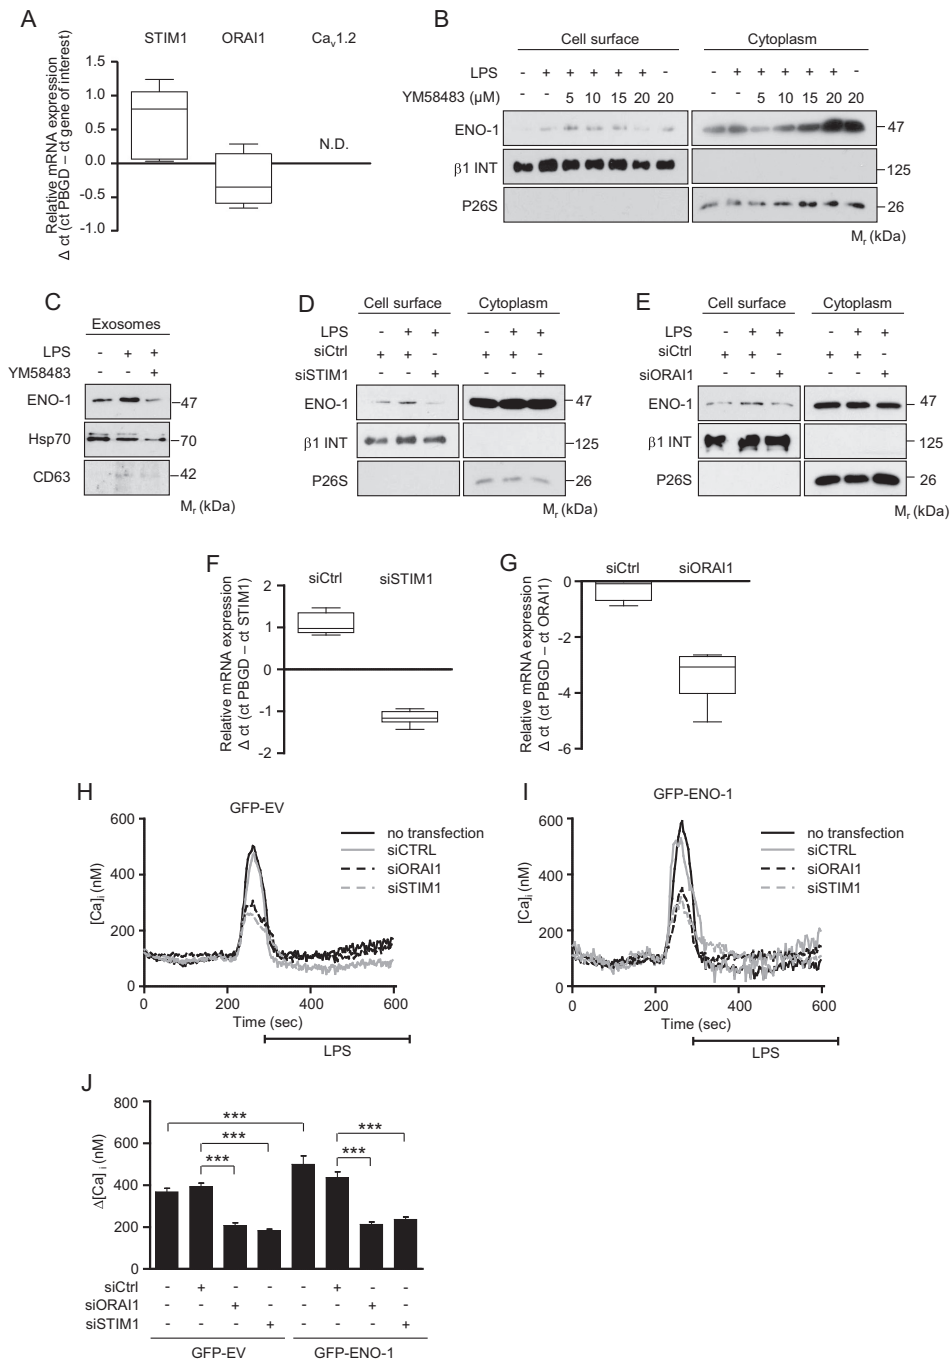 A
STIM1 ORAI1 Cav1.2
Relative mRNA expression
Δ ct (ct PBGD – ct gene of interest)
1.5
1.0
0.5
0.0
-0.5
-1.0
N.D.
B
Cell surface Cytoplasm
LPS - + + + + + - - + + + + + -
YM58483 (µM) - - 5 10 15 20 20 - - 5 10 15 20 20
ENO-1 47
β1 INT 125
P26S 26
Mr (kDa)
C
Exosomes
LPS - + +
YM58483 - - +
ENO-1 47
Hsp70 70
CD63 42
Mr (kDa)
D
Cell surface Cytoplasm
LPS - + + - + +
siCtrl + + - + + -
siSTIM1 - - + - - +
ENO-1 47
β1 INT 125
P26S 26
Mr (kDa)
E
Cell surface Cytoplasm
LPS - + + - + +
siCtrl + + - + + -
siORAI1 - - + - - +
ENO-1 47
β1 INT 125
P26S 26
Mr (kDa)
F
siCtrl siSTIM1
Relative mRNA expression
Δ ct (ct PBGD – ct STIM1)
2
1
0
-1
-2
G
siCtrl siORAI1
Relative mRNA expression
Δ ct (ct PBGD – ct ORAI1)
0
-2
-4
-6
H
GFP-EV
[Ca]i (nM)
600
400
200
0
no transfection
siCTRL
siORAI1
siSTIM1
0 200 400 600
Time (sec)
LPS
I
GFP-ENO-1
[Ca]i (nM)
600
400
200
0
no transfection
siCTRL
siORAI1
siSTIM1
0 200 400 600
Time (sec)
LPS
J
Δ[Ca]i (nM)
800
600
400
200
0
*** *** *** *** ***
siCtrl - + - - - + - -
siORAI1 - - + - - - + -
siSTIM1 - - - + - - - +
GFP-EV GFP-ENO-1